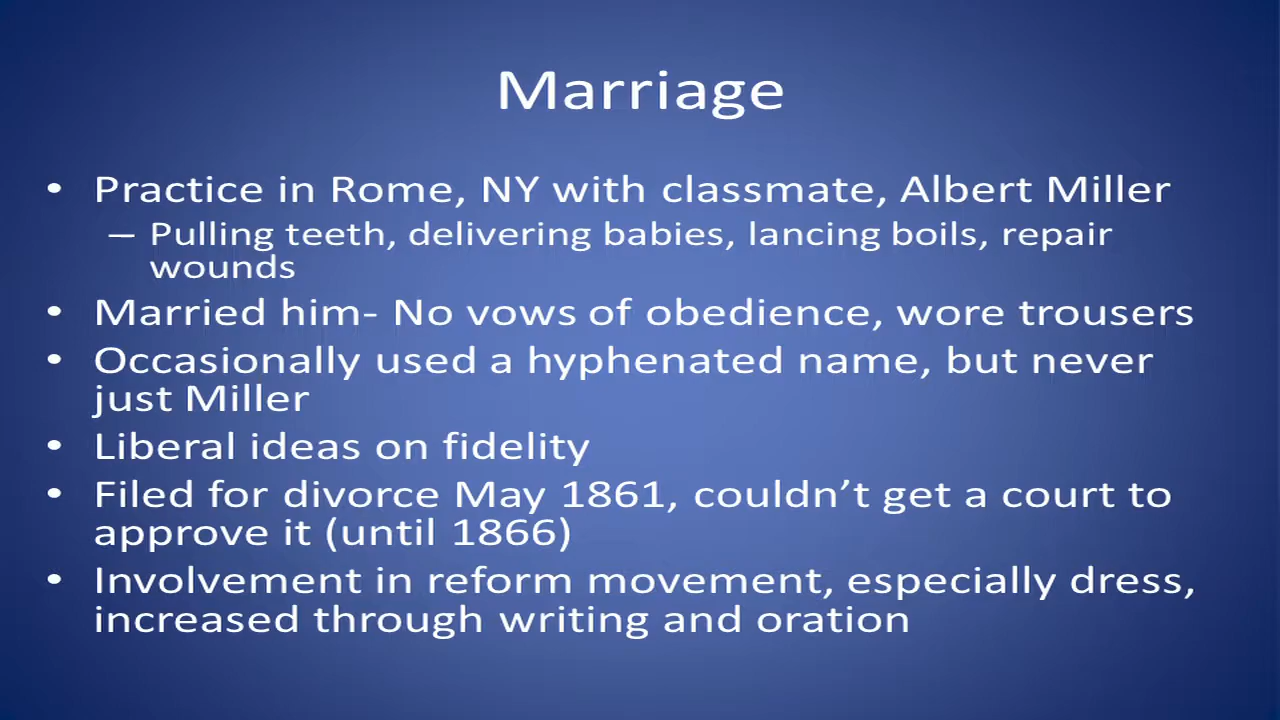 Marriage
• Practice in Rome, NY with classmate, Albert Miller
– Pulling teeth, delivering babies, lancing boils, repair
wounds
• Married him- No vows of obedience, wore trousers
• Occasionally used a hyphenated name, but never
just Miller
• Liberal ideas on fidelity
• Filed for divorce May 1861, couldn’t get a court to
approve it (until 1866)
• Involvement in reform movement, especially dress,
increased through writing and oration